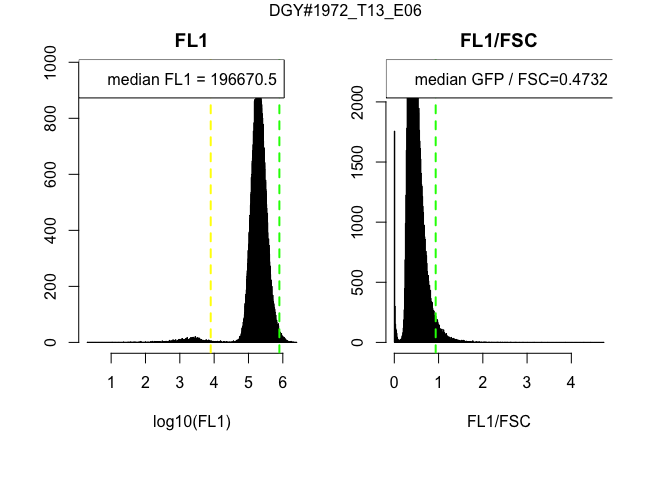 DGY#1972_T13_E06
FL1
median FL1 = 196670.5
0
200
400
600
800
1000
1 2 3 4 5 6
log10(FL1)
FL1/FSC
median GFP / FSC=0.4732
0
500
1000
1500
2000
0 1 2 3 4
FL1/FSC